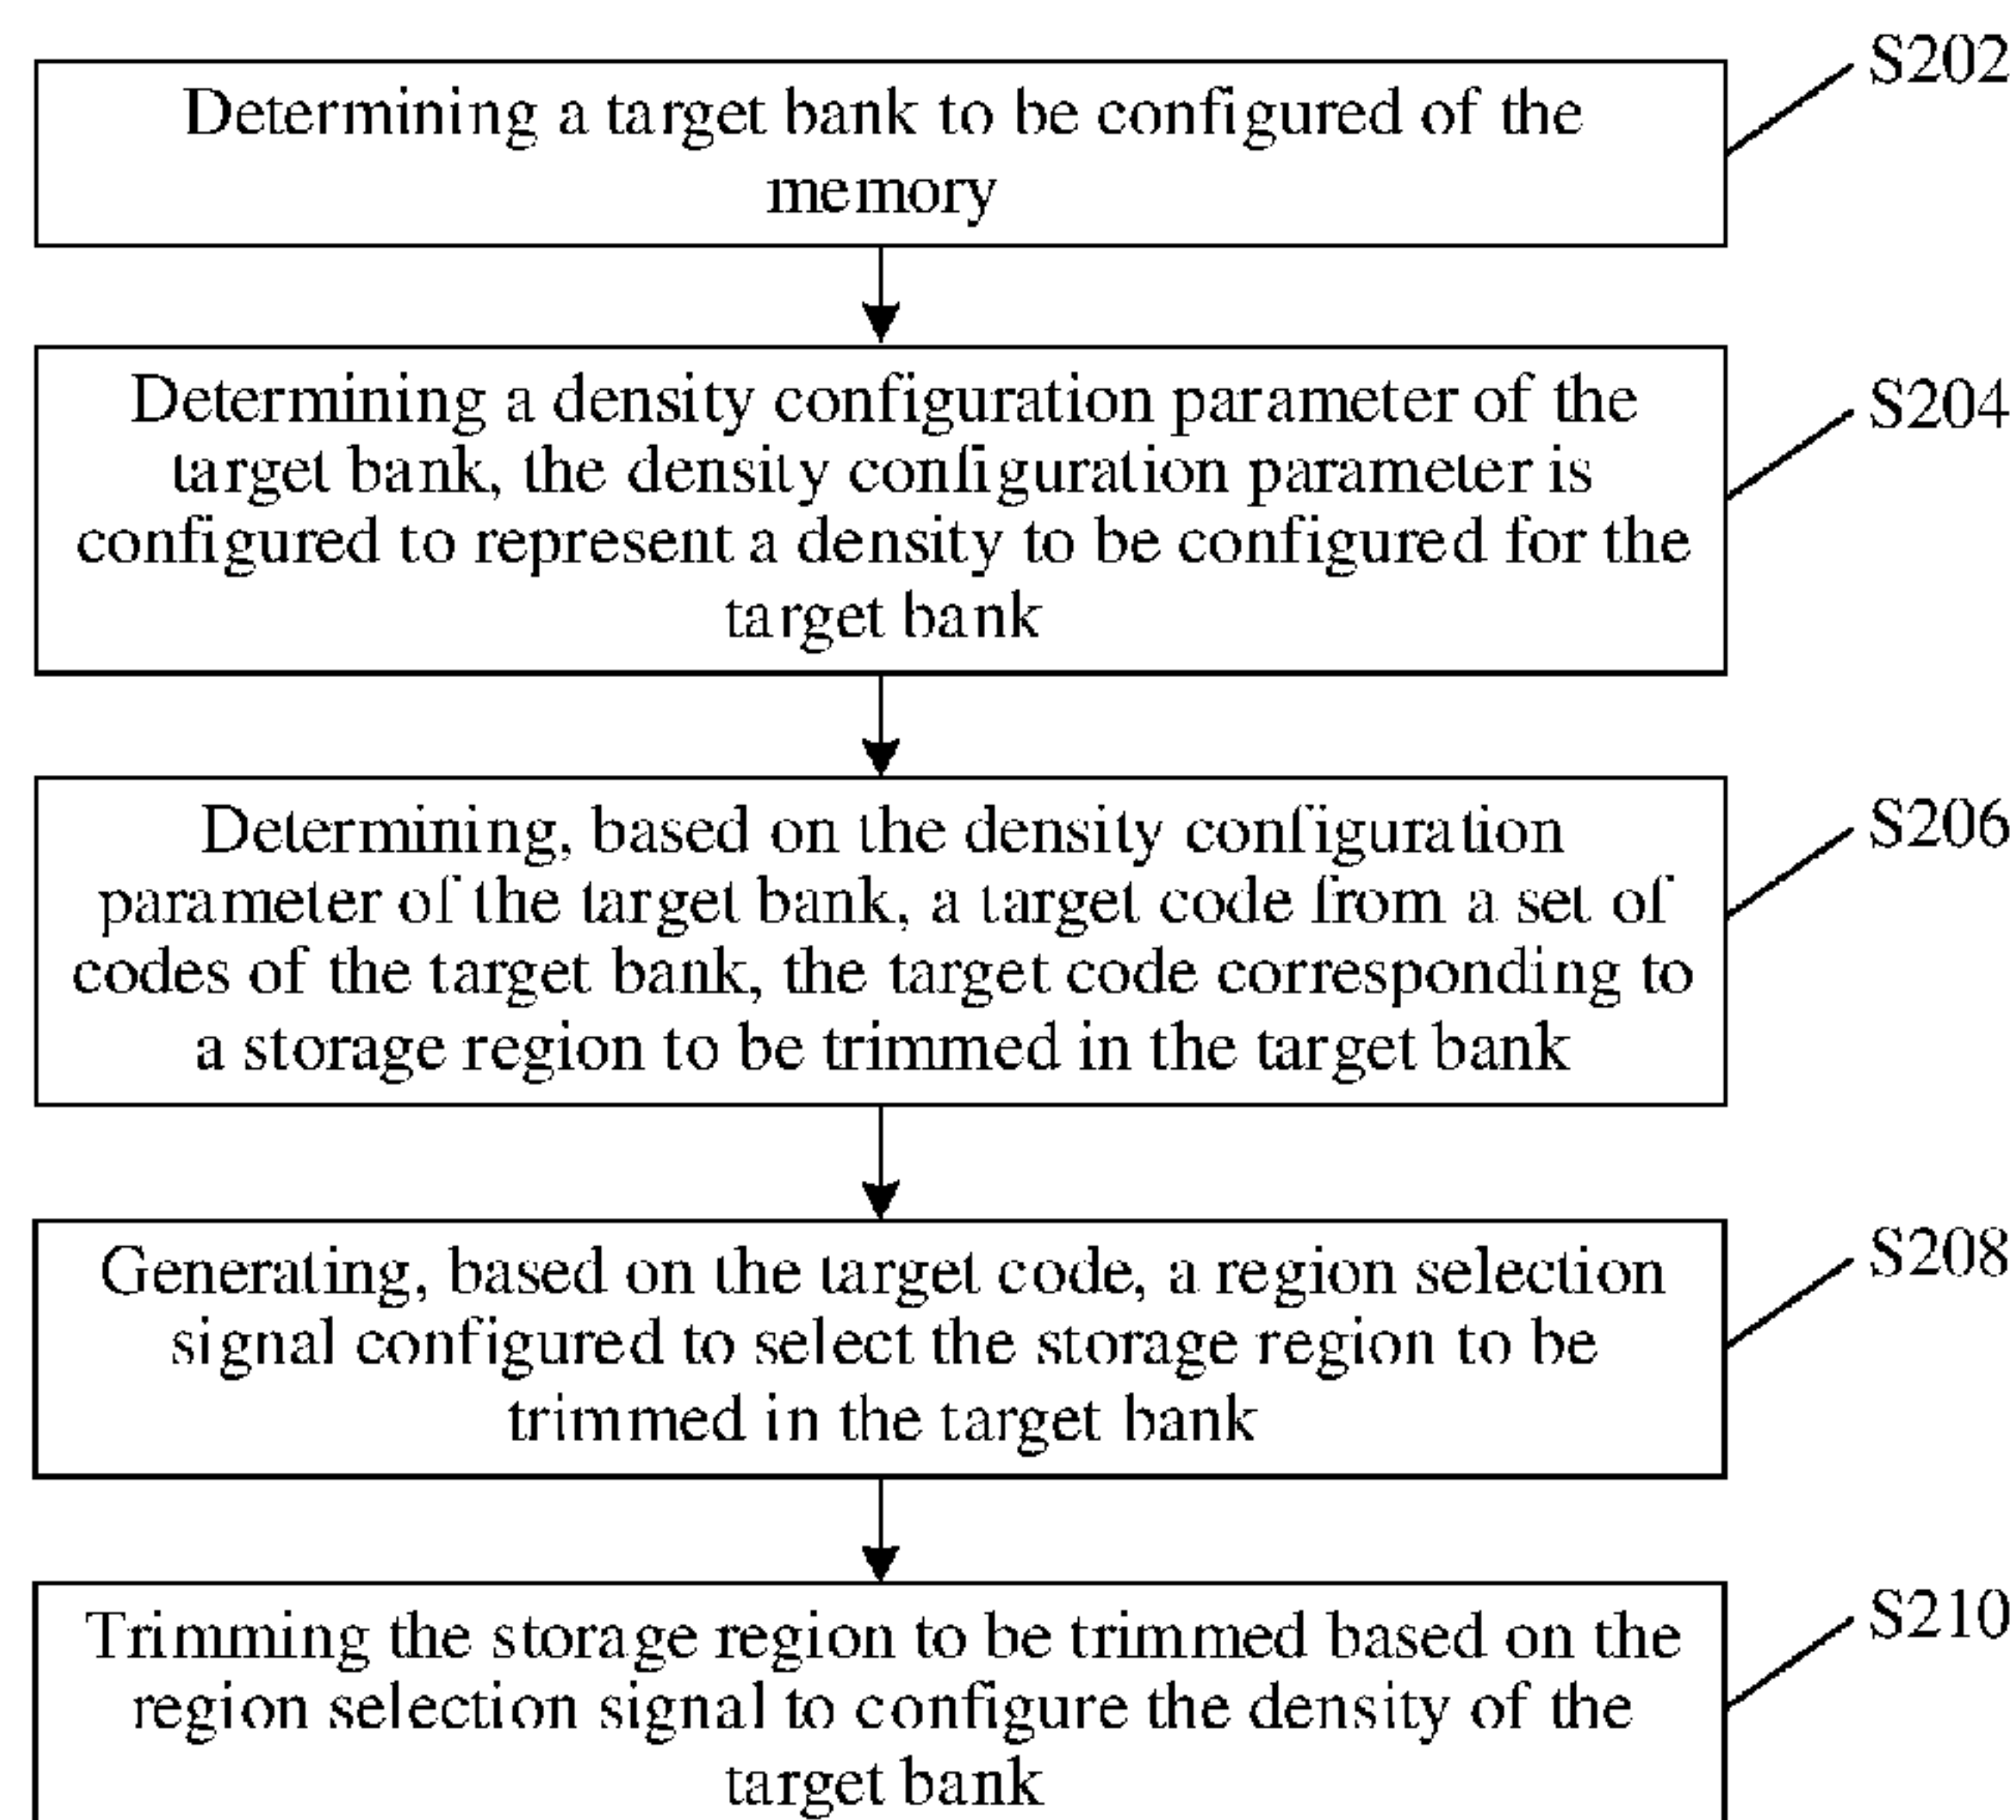 S202
Determining a target bank to be configured of the
memory
S204
Determining a density configuration parameter of the
target bank, the density configuration parameter is
configured to represent a density to be configured for the
target bank
S206
Determining, based on the density configuration
parameter of the target bank, a target code from a set of
codes of the target bank, the target code corresponding to
a storage region to be trimmed in the target bank
S208
Generating, based on the target code, a region selection
signal configured to select the storage region to be
trimmed in the target bank
S210
Trimming the storage region to be trimmed based on the
region selection signal to configure the density of the
target bank